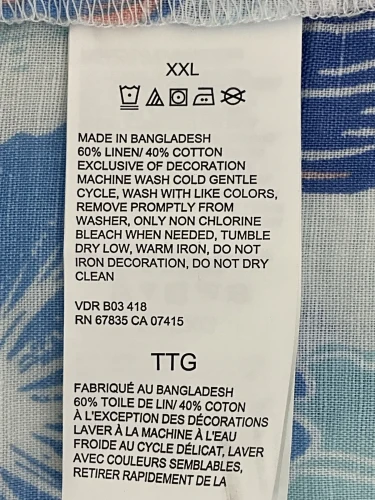 XXL
MADE IN BANGLADESH
60% LINEN/ 40% COTTON
EXCLUSIVE OF DECORATION
MACHINE WASH COLD GENTLE
CYCLE, WASH WITH LIKE COLORS,
REMOVE PROMPTLY FROM
WASHER, ONLY NON CHLORINE
BLEACH WHEN NEEDED, TUMBLE
DRY LOW, WARM IRON, DO NOT
IRON DECORATION, DO NOT DRY
CLEAN
VDR B03 418
RN 67835 CA 07415
TTG
FABRIQUÉ AU BANGLADESH
60% TOILE DE LIN/ 40% COTON
À L'EXCEPTION DES DÉCORATIONS
LAVER À LA MACHINE À L'EAU
FROIDE AU CYCLE DÉLICAT, LAVER
AVEC COULEURS SEMBLABLES,
RETIRER RAPIDEMENT DE LA